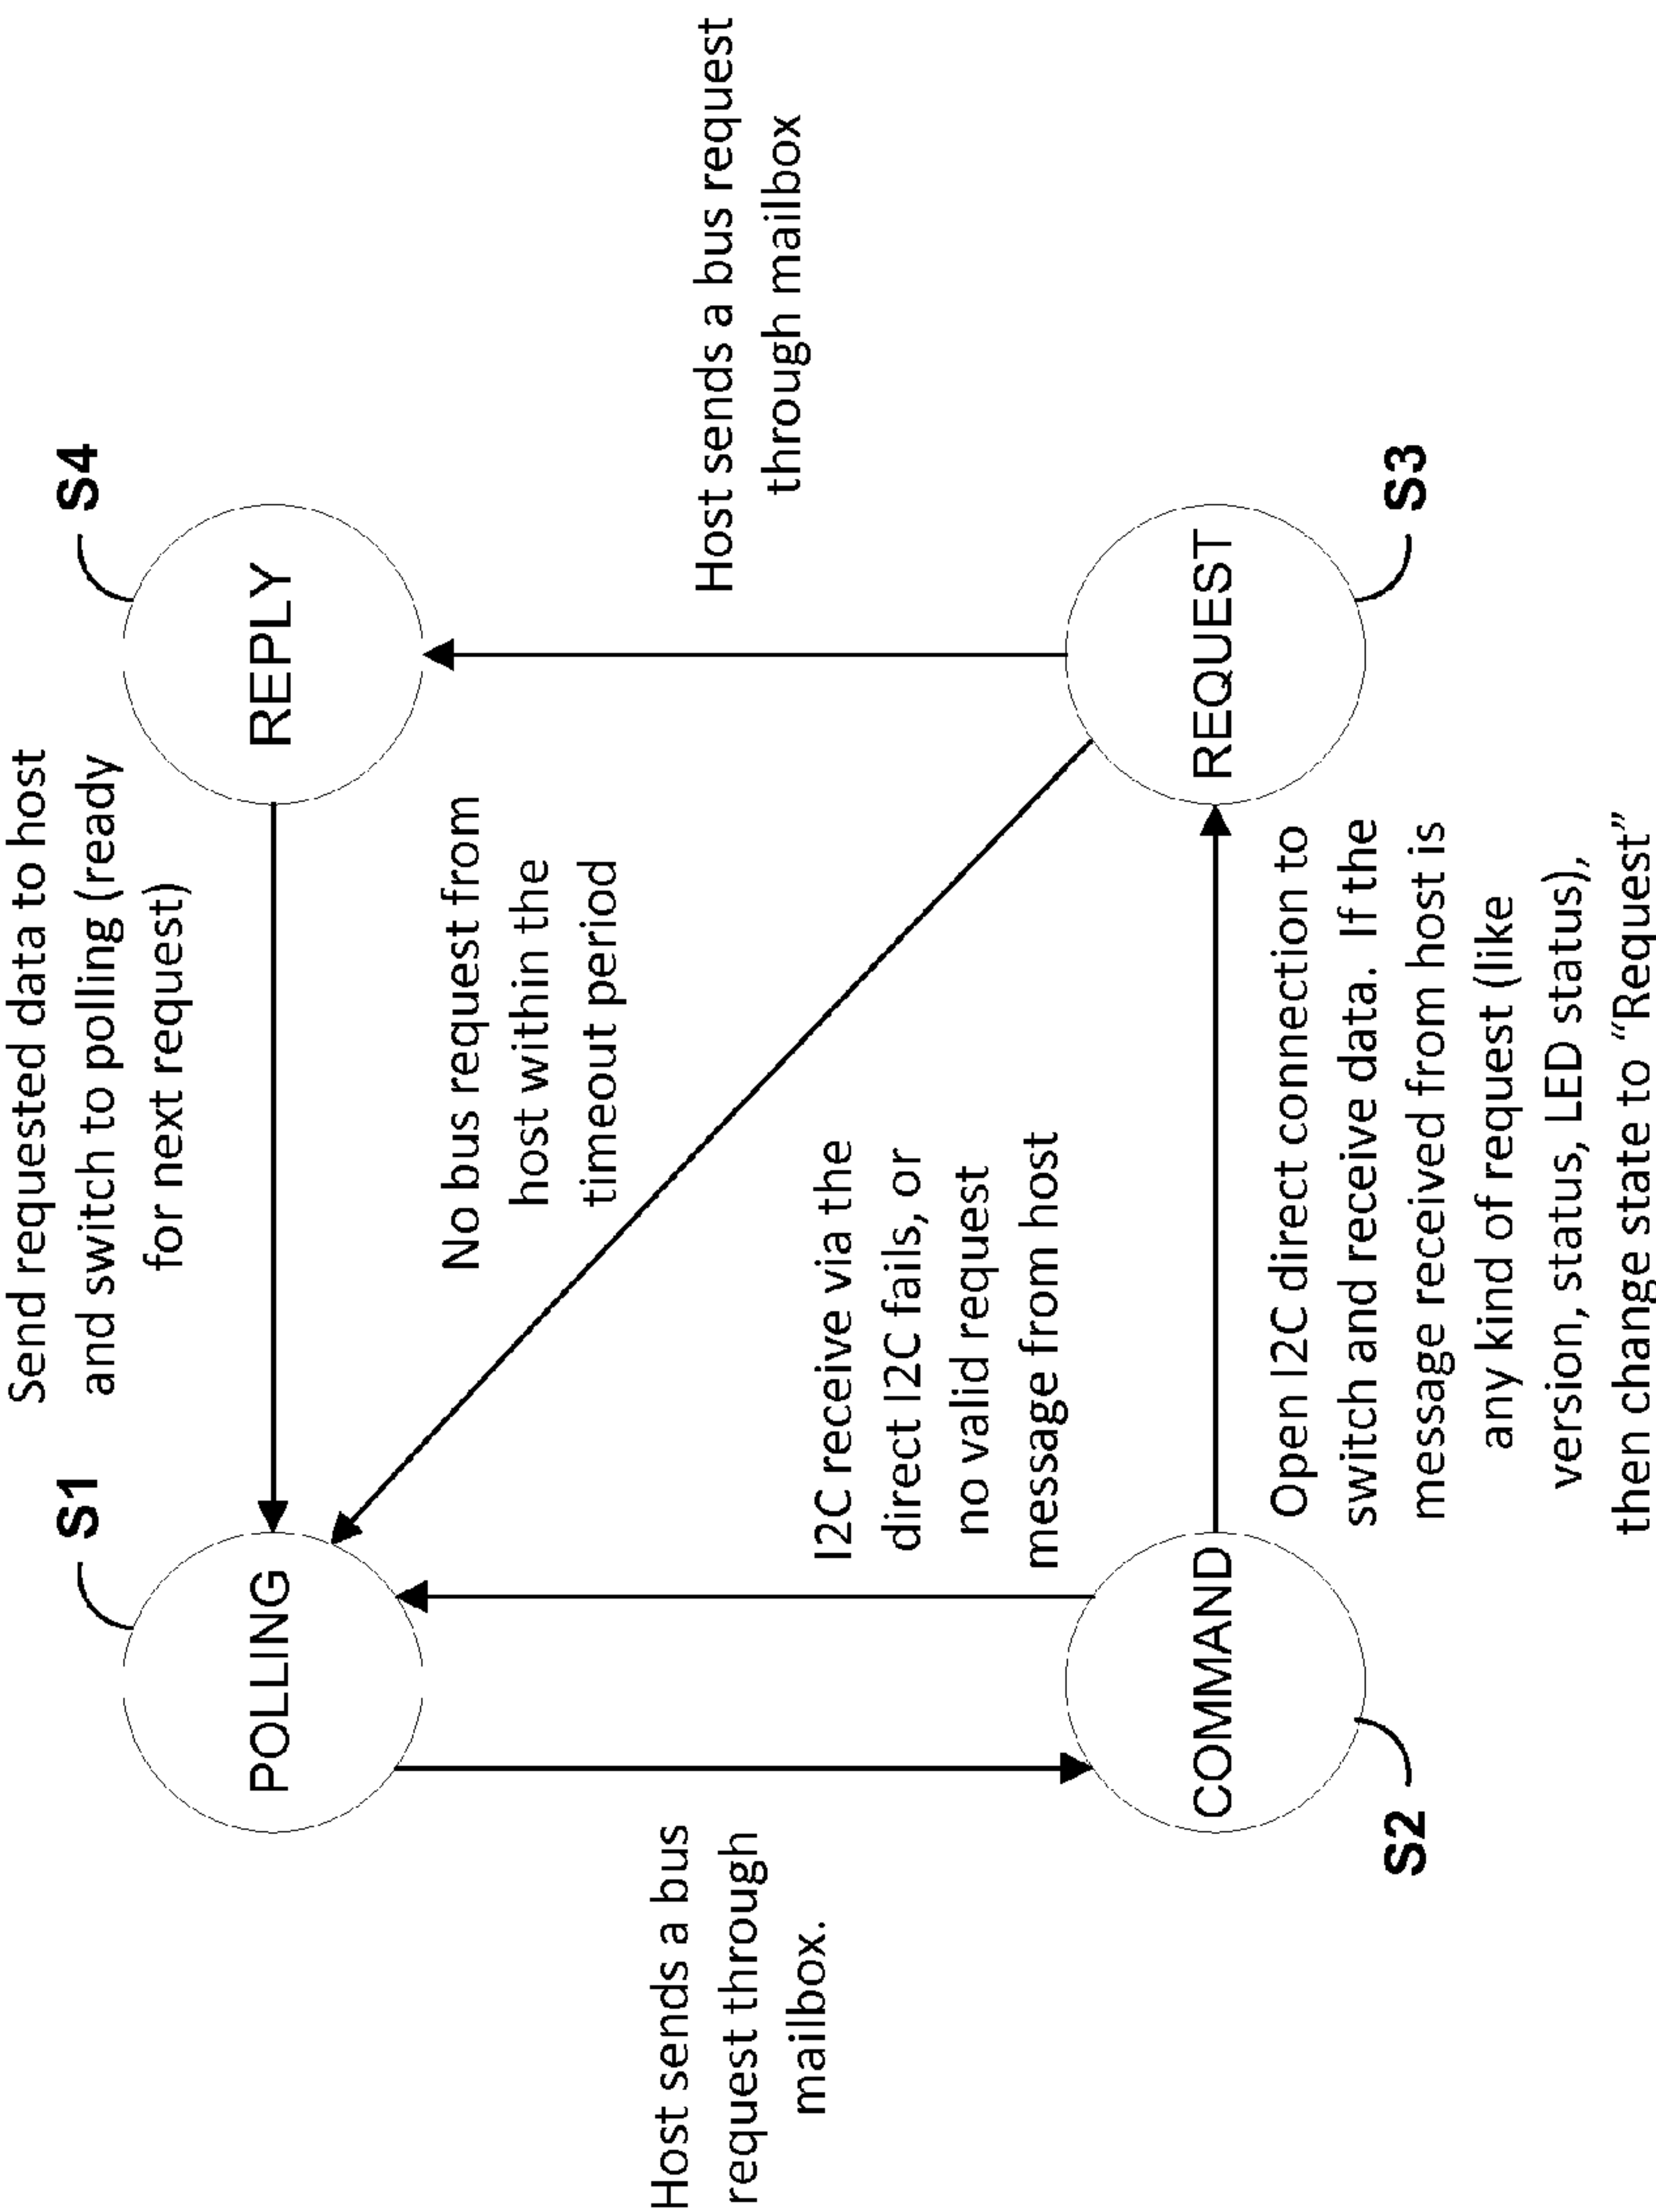 S1
POLLING
Send requested data to host
and switch to polling (ready
for next request)
S4
REPLY
No bus request from
host within the
timeout period
Host sends a bus
request through
mailbox.
I2C receive via the
direct I2C fails, or
no valid request
message from host
Host sends a bus request
through mailbox
COMMAND
S2
Open I2C direct connection to
switch and receive data. If the
message received from host is
any kind of request (like
version, status, LED status),
then change state to “Request”
REQUEST
S3